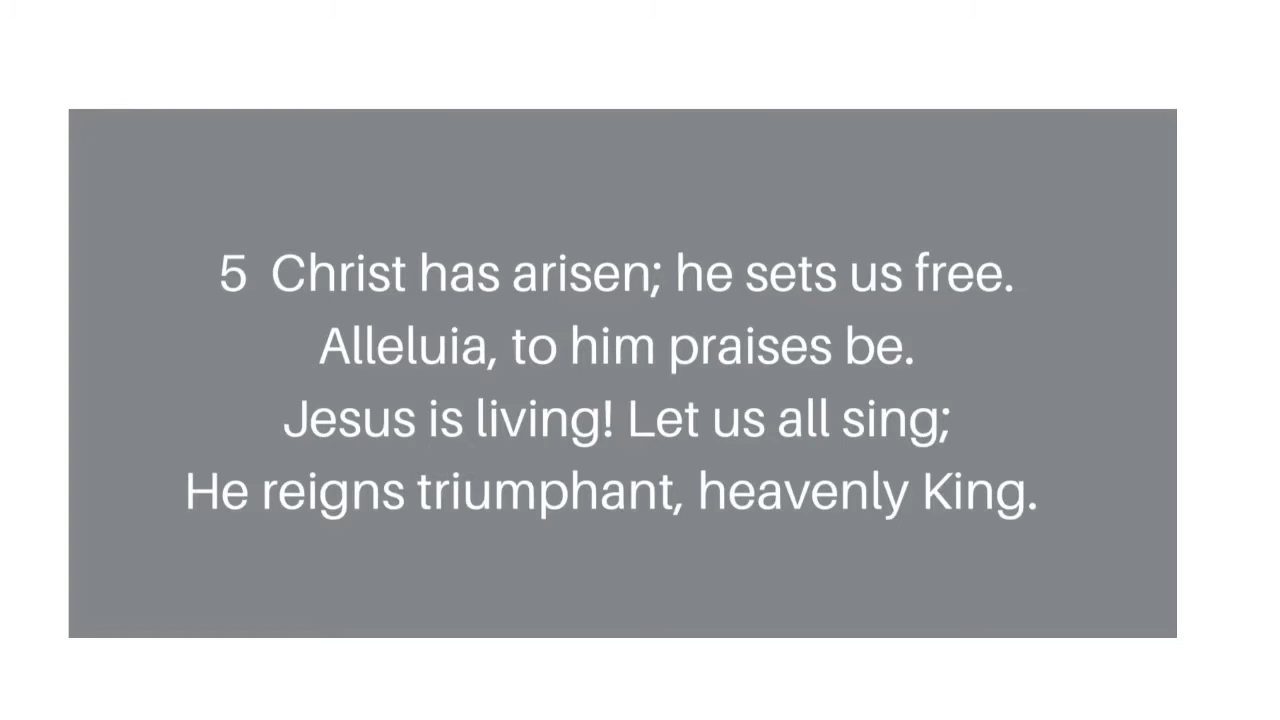 5  Christ has arisen; he sets us free.
Alleluia, to him praises be.
Jesus is living! Let us all sing;
He reigns triumphant, heavenly King.